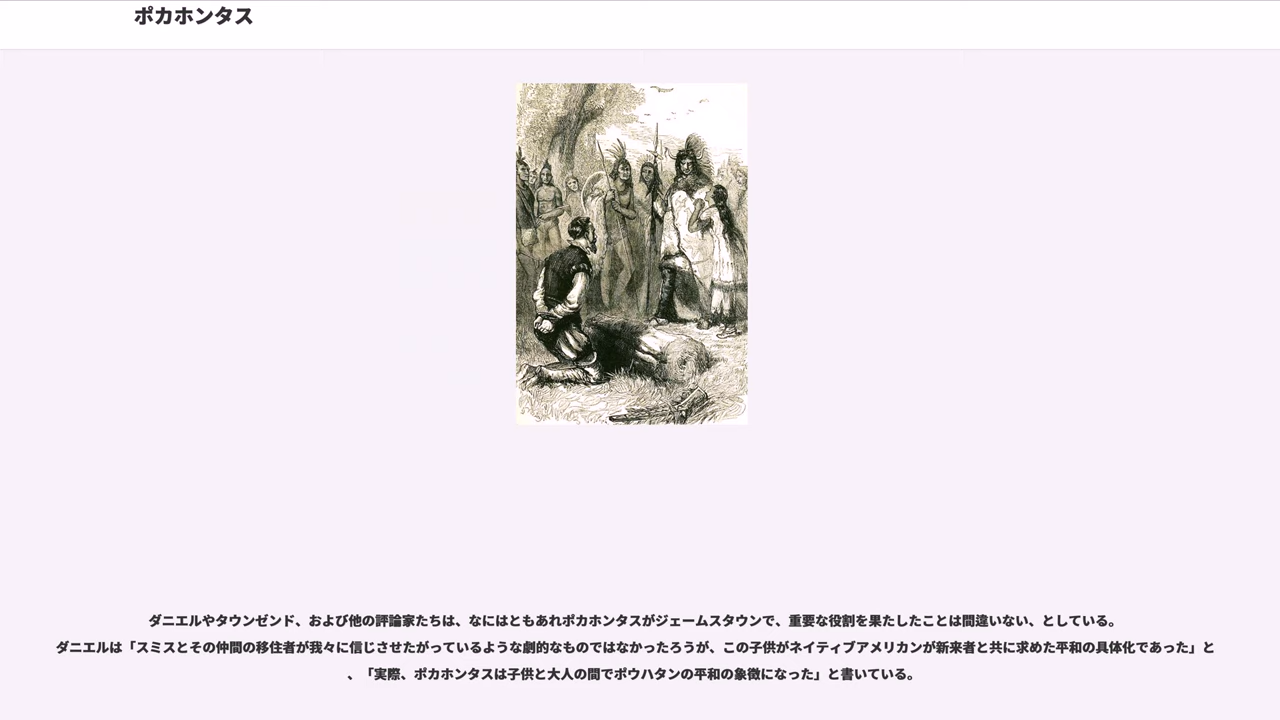 ポカホンタス
ダニエルやタウンゼンド、および他の評論家たちは、なにはともあれポカホンタスがジェームスタウンで、重要な役割を果たしたことは間違いない、としている。
ダニエルは「スミスとその仲間の移住者が我々に信じさせたがっているような劇的なものではなかったろうが、この子供がネイティブアメリカンが新来者と共に求めた平和の具体化であった」と
、「実際、ポカホンタスは子供と大人の間でポウハタンの平和の象徴になった」と書いている。